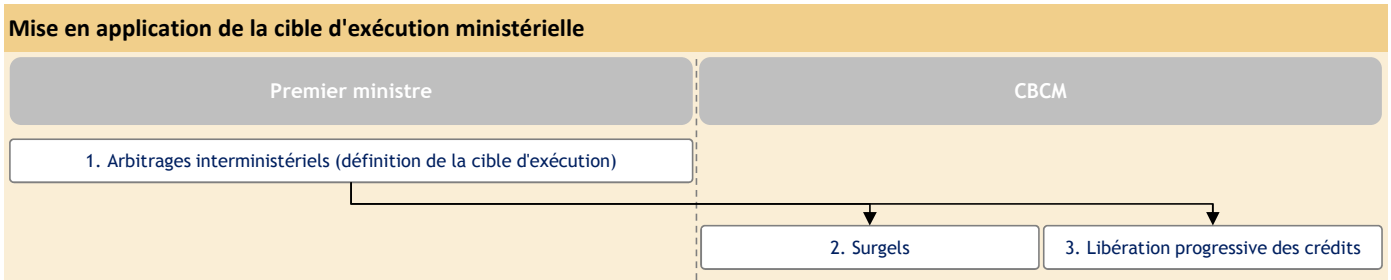 Mise en application de la cible d'exécution ministérielle
Premier ministre
CBCM
1. Arbitrages interministériels (définition de la cible d'exécution)
2. Surgels
3. Libération progressive des crédits